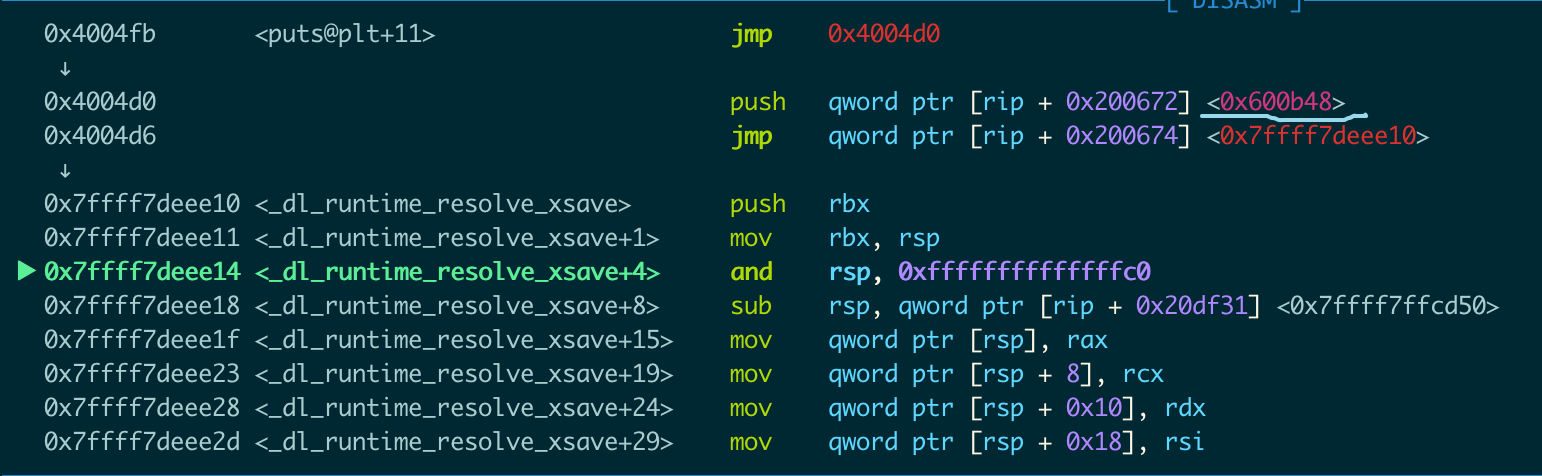 [ DISASM ]
0x4004fb <puts@plt+11> jmp 0x4004d0
↓
0x4004d0 push qword ptr [rip + 0x200672] <0x600b48>
0x4004d6 jmp qword ptr [rip + 0x200674] <0x7ffff7deee10>
↓
0x7ffff7deee10 <_dl_runtime_resolve_xsave> push rbx
0x7ffff7deee11 <_dl_runtime_resolve_xsave+1> mov rbx, rsp
► 0x7ffff7deee14 <_dl_runtime_resolve_xsave+4> and rsp, 0xffffffffffffffc0
0x7ffff7deee18 <_dl_runtime_resolve_xsave+8> sub rsp, qword ptr [rip + 0x20df31] <0x7ffff7ffcd50>
0x7ffff7deee1f <_dl_runtime_resolve_xsave+15> mov qword ptr [rsp], rax
0x7ffff7deee23 <_dl_runtime_resolve_xsave+19> mov qword ptr [rsp + 8], rcx
0x7ffff7deee28 <_dl_runtime_resolve_xsave+24> mov qword ptr [rsp + 0x10], rdx
0x7ffff7deee2d <_dl_runtime_resolve_xsave+29> mov qword ptr [rsp + 0x18], rsi